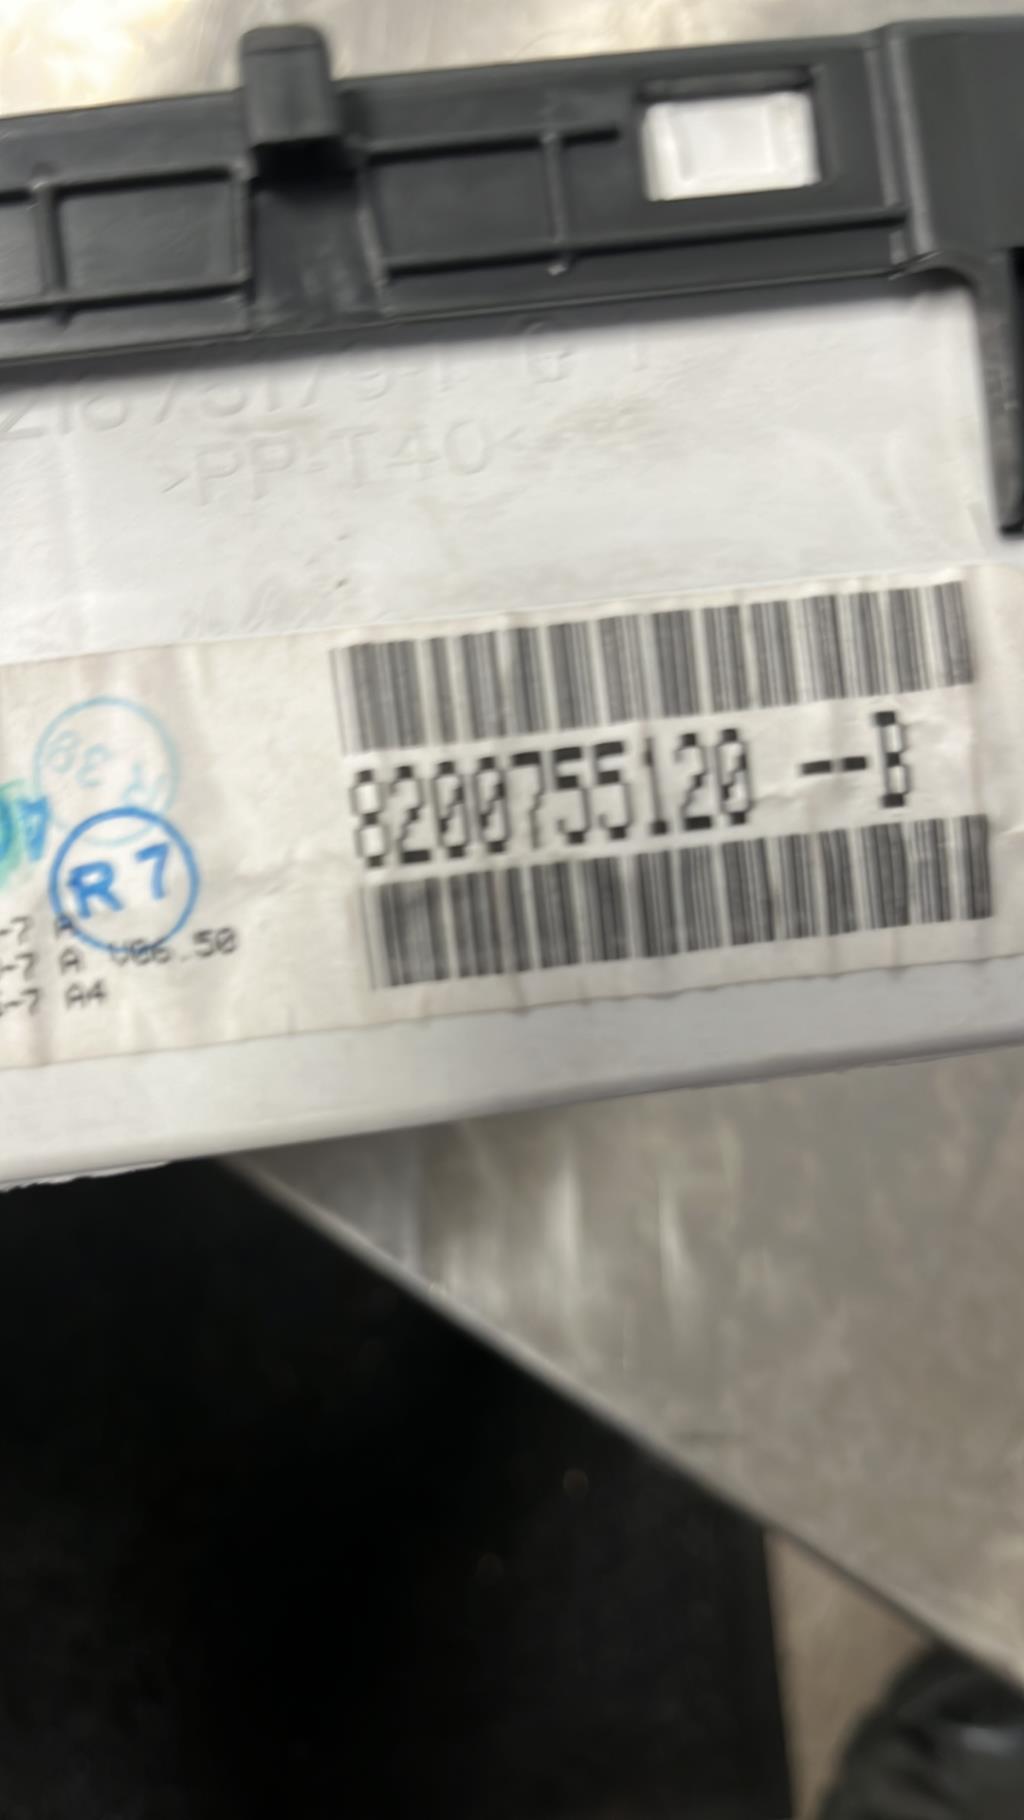 >PP-T40<
8200755120 --B
R 7
-7 A
-7 A V06.50
-7 A4